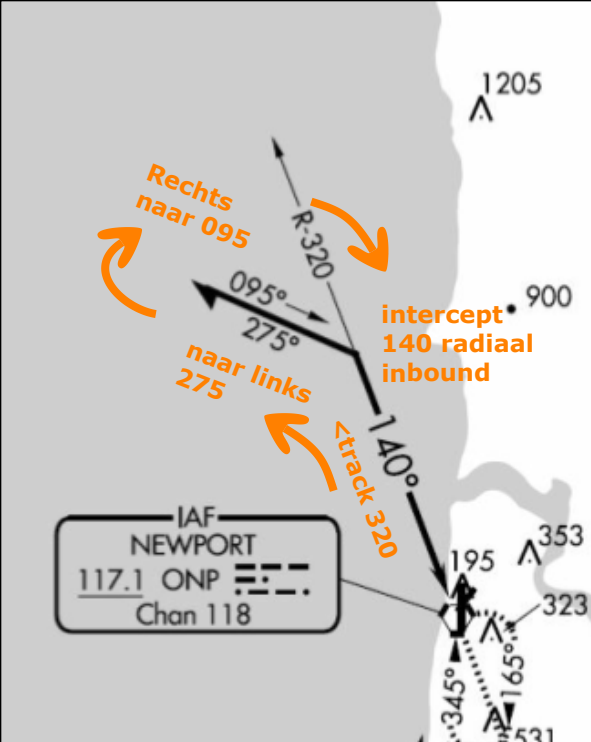 1205
Rechts
naar 095
R-320
095°
275°
900
intercept
140 radiaal
inbound
naar links
275
140°
<track 320
IAF
NEWPORT
117.1 ONP
Chan 118
353
195
323
345°
165°
531